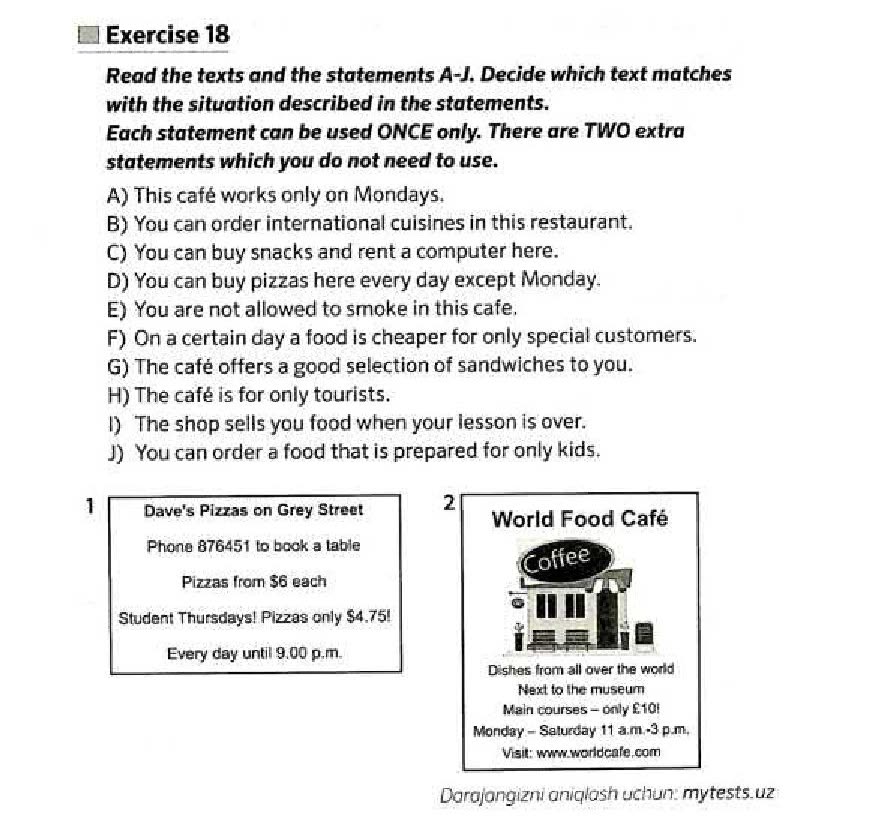 Exercise 18
Read the texts and the statements A-J. Decide which text matches
with the situation described in the statements.
Each statement can be used ONCE only. There are TWO extra
statements which you do not need to use.
A) This café works only on Mondays.
B) You can order international cuisines in this restaurant.
C) You can buy snacks and rent a computer here.
D) You can buy pizzas here every day except Monday.
E) You are not allowed to smoke in this cafe.
F) On a certain day a food is cheaper for only special customers.
G) The café offers a good selection of sandwiches to you.
H) The café is for only tourists.
I) The shop sells you food when your lesson is over.
J) You can order a food that is prepared for only kids.
1
Dave's Pizzas on Grey Street
Phone 876451 to book a table
Pizzas from $6 each
Student Thursdays! Pizzas only $4.75!
Every day until 9.00 p.m.
2
World Food Café
Coffee
Dishes from all over the world
Next to the museum
Main courses – only £10!
Monday – Saturday 11 a.m.-3 p.m.
Visit: www.worldcafe.com
Darajangizni aniqlash uchun: mytests.uz